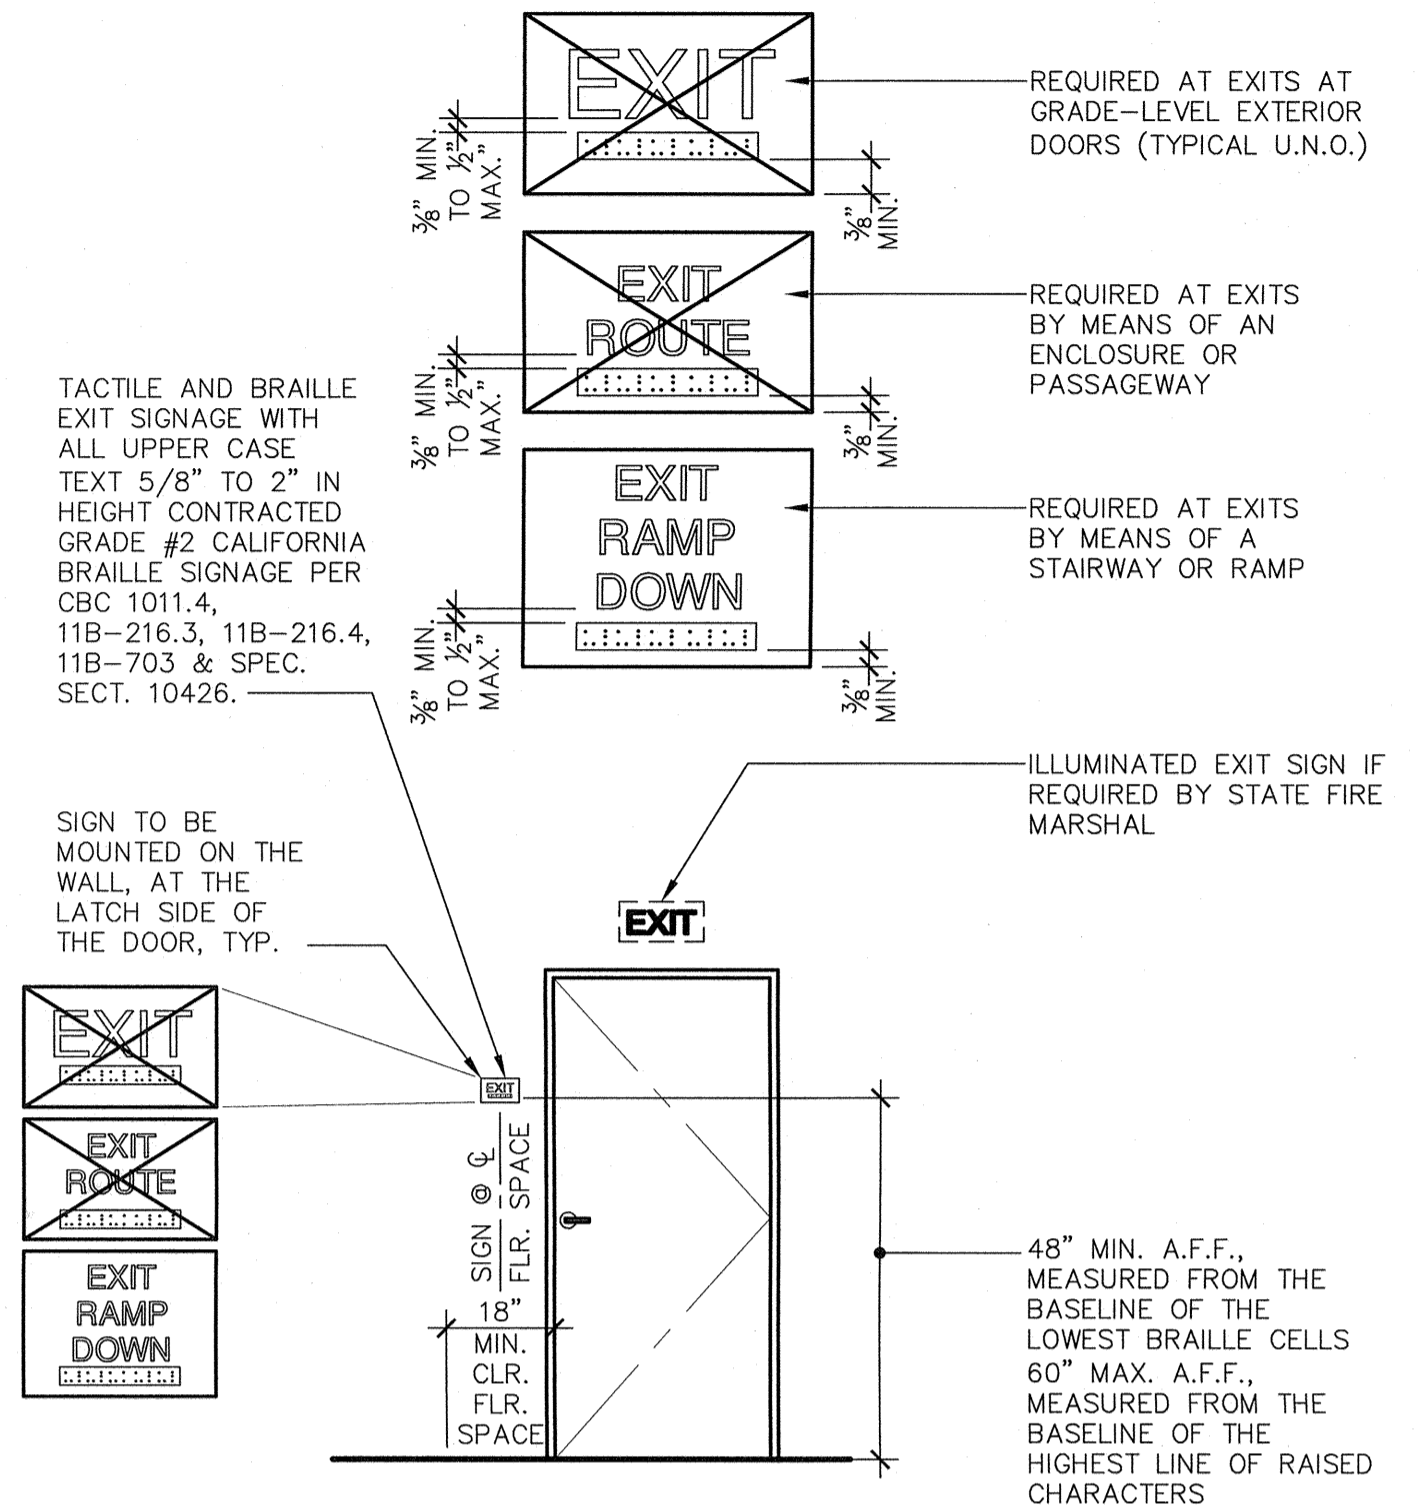 EXIT
3/8" MIN.
TO 1/2"
MAX."
3/8"
MIN.
REQUIRED AT EXITS AT
GRADE-LEVEL EXTERIOR
DOORS (TYPICAL U.N.O.)
EXIT
ROUTE
3/8" MIN.
TO 1/2"
MAX."
3/8"
MIN.
REQUIRED AT EXITS
BY MEANS OF AN
ENCLOSURE OR
PASSAGEWAY
EXIT
RAMP
DOWN
3/8" MIN.
TO 1/2"
MAX."
3/8"
MIN.
REQUIRED AT EXITS
BY MEANS OF A
STAIRWAY OR RAMP
TACTILE AND BRAILLE
EXIT SIGNAGE WITH
ALL UPPER CASE
TEXT 5/8" TO 2" IN
HEIGHT CONTRACTED
GRADE #2 CALIFORNIA
BRAILLE SIGNAGE PER
CBC 1011.4,
11B-216.3, 11B-216.4,
11B-703 & SPEC.
SECT. 10426.
ILLUMINATED EXIT SIGN IF
REQUIRED BY STATE FIRE
MARSHAL
SIGN TO BE
MOUNTED ON THE
WALL, AT THE
LATCH SIDE OF
THE DOOR, TYP.
EXIT
EXIT
EXIT
EXIT
ROUTE
EXIT
RAMP
DOWN
SIGN @ ℄
FLR. SPACE
18"
MIN.
CLR.
FLR.
SPACE
48" MIN. A.F.F.,
MEASURED FROM THE
BASELINE OF THE
LOWEST BRAILLE CELLS
60" MAX. A.F.F.,
MEASURED FROM THE
BASELINE OF THE
HIGHEST LINE OF RAISED
CHARACTERS